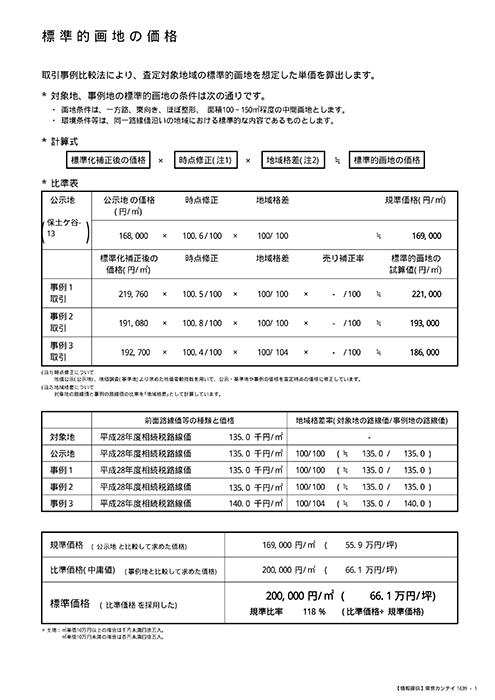 標準的画地の価格
取引事例比較法により、査定対象地域の標準的画地を想定した単価を算出します。
* 対象地、事例地の標準的画地の条件は次の通りです。
・ 画地条件は、一方路、東向き、ほぼ整形、 面積100～150㎡程度の中間画地とします。
・ 環境条件等は、同一路線価沿いの地域における標準的な内容であるものとします。
* 計算式
標準化補正後の価格 × 時点修正(注1) × 地域格差(注2) ≒ 標準的画地の価格
* 比準表
公示地 公示地の価格(円/㎡) 時点修正 地域格差 規準価格(円/㎡)
(保土ケ谷-13) 168,000 × 100.6/100 × 100/100 ≒ 169,000
標準化補正後の価格(円/㎡) 時点修正 地域格差 売り補正率 標準的画地の試算値(円/㎡)
事例1 取引 219,760 × 100.5/100 × 100/100 × - /100 ≒ 221,000
事例2 取引 191,080 × 100.8/100 × 100/100 × - /100 ≒ 193,000
事例3 取引 192,700 × 100.4/100 × 100/104 × - /100 ≒ 186,000
(注1)時点修正について
地価公示(公示地)、地価調査(基準地)より求めた地価変動指数を用いて、公示・基準地や事例の価格を査定時点の価格に修正しています。
(注2)地域格差について
対象地の路線価と事例の路線価の比率を「地域格差」として計算しています。
前面路線価等の種類と価格 地域格差率(対象地の路線価/事例地の路線価)
対象地 平成28年度相続税路線価 135.0 千円/㎡ -
公示地 平成28年度相続税路線価 135.0 千円/㎡ 100/100 (≒ 135.0 / 135.0)
事例1 平成28年度相続税路線価 135.0 千円/㎡ 100/100 (≒ 135.0 / 135.0)
事例2 平成28年度相続税路線価 135.0 千円/㎡ 100/100 (≒ 135.0 / 135.0)
事例3 平成28年度相続税路線価 140.0 千円/㎡ 100/104 (≒ 135.0 / 140.0)
規準価格 (公示地と比較して求めた価格) 169,000 円/㎡ ( 55.9 万円/坪)
比準価格(中庸値) (事例地と比較して求めた価格) 200,000 円/㎡ ( 66.1 万円/坪)
標準価格 (比準価格を採用した) 200,000 円/㎡ ( 66.1 万円/坪)
規準比率 118 % (比準価格÷規準価格)
* 土地: ㎡単価10万円以上の場合は千円未満四捨五入。
㎡単価10万円未満の場合は百円未満四捨五入。
【情報提供】東京カンテイ 1639 - 1